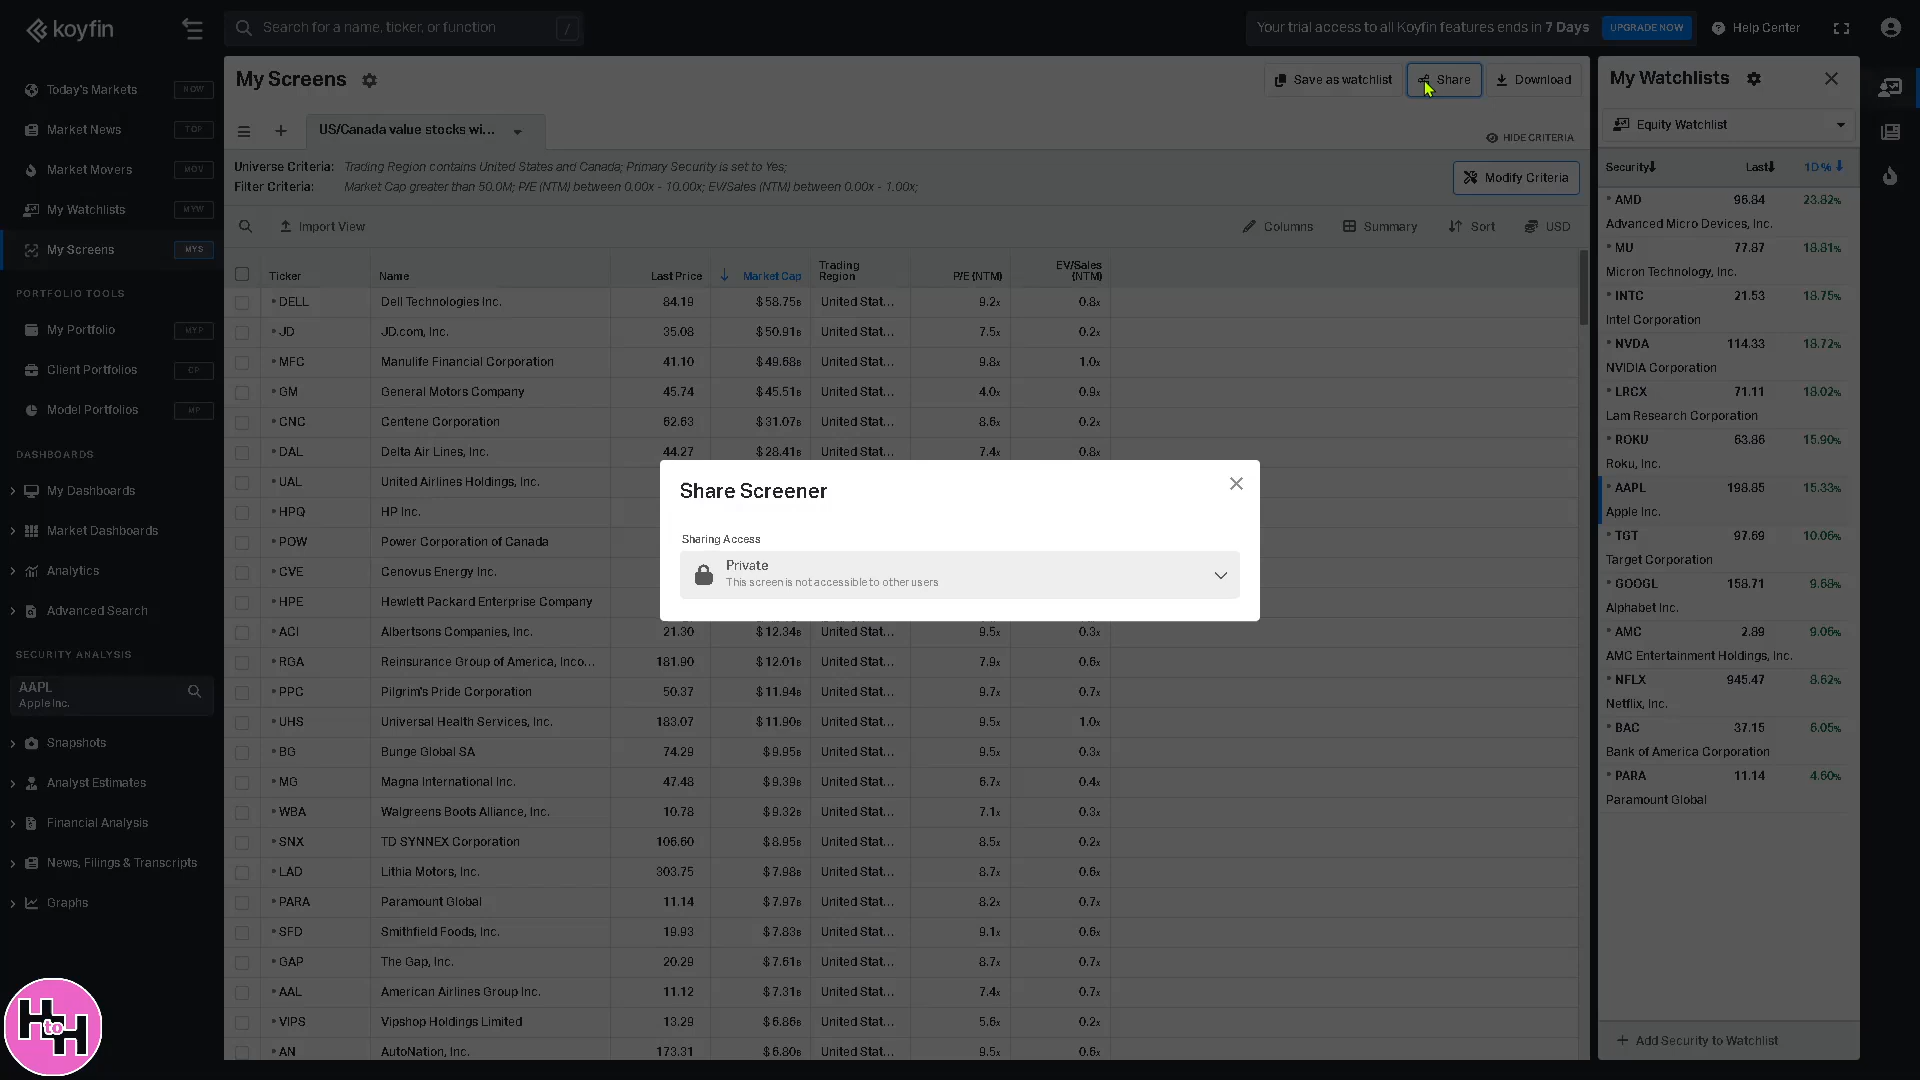 koyfin
Search for a name, ticker, or function
/
Your trial access to all Koyfin features ends in 7 Days
UPGRADE NOW
Help Center
Today's Markets NOW
Market News TOP
Market Movers MOV
My Watchlists MYW
My Screens MYS
PORTFOLIO TOOLS
My Portfolio MYP
Client Portfolios CP
Model Portfolios MP
DASHBOARDS
My Dashboards
Market Dashboards
Analytics
Advanced Search
SECURITY ANALYSIS
AAPL
Apple Inc.
Snapshots
Analyst Estimates
Financial Analysis
News, Filings & Transcripts
Graphs
H to H
My Screens
Save as watchlist
Share
Download
US/Canada value stocks wi...
HIDE CRITERIA
Universe Criteria: Trading Region contains United States and Canada; Primary Security is set to Yes;
Filter Criteria: Market Cap greater than 50.0M; P/E (NTM) between 0.00x - 10.00x; EV/Sales (NTM) between 0.00x - 1.00x;
Modify Criteria
Import View
Columns
Summary
Sort
USD
Ticker Name Last Price Market Cap Trading Region P/E (NTM) EV/Sales (NTM)
DELL Dell Technologies Inc. 84.19 $58.75B United Stat... 9.2x 0.8x
JD JD.com, Inc. 35.08 $50.91B United Stat... 7.5x 0.2x
MFC Manulife Financial Corporation 41.10 $49.68B United Stat... 9.8x 1.0x
GM General Motors Company 45.74 $45.51B United Stat... 4.0x 0.9x
CNC Centene Corporation 62.63 $31.07B United Stat... 8.6x 0.2x
DAL Delta Air Lines, Inc. 44.27 $28.41B United Stat... 7.4x 0.8x
UAL United Airlines Holdings, Inc.
HPQ HP Inc.
POW Power Corporation of Canada
CVE Cenovus Energy Inc.
HPE Hewlett Packard Enterprise Company
ACI Albertsons Companies, Inc. 21.30 $12.34B United Stat... 9.5x 0.3x
RGA Reinsurance Group of America, Inco... 181.90 $12.01B United Stat... 7.9x 0.6x
PPC Pilgrim's Pride Corporation 50.37 $11.94B United Stat... 9.7x 0.7x
UHS Universal Health Services, Inc. 183.07 $11.90B United Stat... 9.5x 1.0x
BG Bunge Global SA 74.29 $9.95B United Stat... 9.5x 0.3x
MG Magna International Inc. 47.48 $9.39B United Stat... 6.7x 0.4x
WBA Walgreens Boots Alliance, Inc. 10.78 $9.32B United Stat... 7.1x 0.3x
SNX TD SYNNEX Corporation 106.60 $8.95B United Stat... 8.5x 0.2x
LAD Lithia Motors, Inc. 303.75 $7.98B United Stat... 8.7x 0.6x
PARA Paramount Global 11.14 $7.97B United Stat... 8.2x 0.7x
SFD Smithfield Foods, Inc. 19.93 $7.83B United Stat... 9.1x 0.6x
GAP The Gap, Inc. 20.29 $7.61B United Stat... 8.7x 0.7x
AAL American Airlines Group Inc. 11.12 $7.31B United Stat... 7.4x 0.7x
VIPS Vipshop Holdings Limited 13.29 $6.86B United Stat... 5.6x 0.2x
AN AutoNation, Inc. 173.31 $6.80B United Stat... 9.5x 0.6x
Share Screener
Sharing Access
Private
This screen is not accessible to other users
My Watchlists
Equity Watchlist
Security Last 1D %
AMD 96.84 23.82%
Advanced Micro Devices, Inc.
MU 77.87 18.81%
Micron Technology, Inc.
INTC 21.53 18.75%
Intel Corporation
NVDA 114.33 18.72%
NVIDIA Corporation
LRCX 71.11 18.02%
Lam Research Corporation
ROKU 63.86 15.90%
Roku, Inc.
AAPL 198.85 15.33%
Apple Inc.
TGT 97.69 10.06%
Target Corporation
GOOGL 158.71 9.68%
Alphabet Inc.
AMC 2.89 9.06%
AMC Entertainment Holdings, Inc.
NFLX 945.47 8.62%
Netflix, Inc.
BAC 37.15 6.05%
Bank of America Corporation
PARA 11.14 4.60%
Paramount Global
Add Security to Watchlist